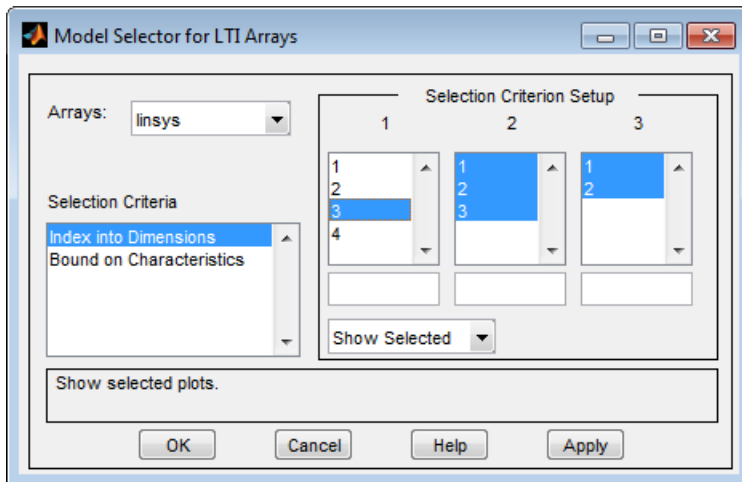 Model Selector for LTI Arrays
Arrays:
linsys
Selection Criteria
Index into Dimensions
Bound on Characteristics
Selection Criterion Setup
1 2 3
1
2
3
4
1
2
3
1
2
Show Selected
Show selected plots.
OK Cancel Help Apply